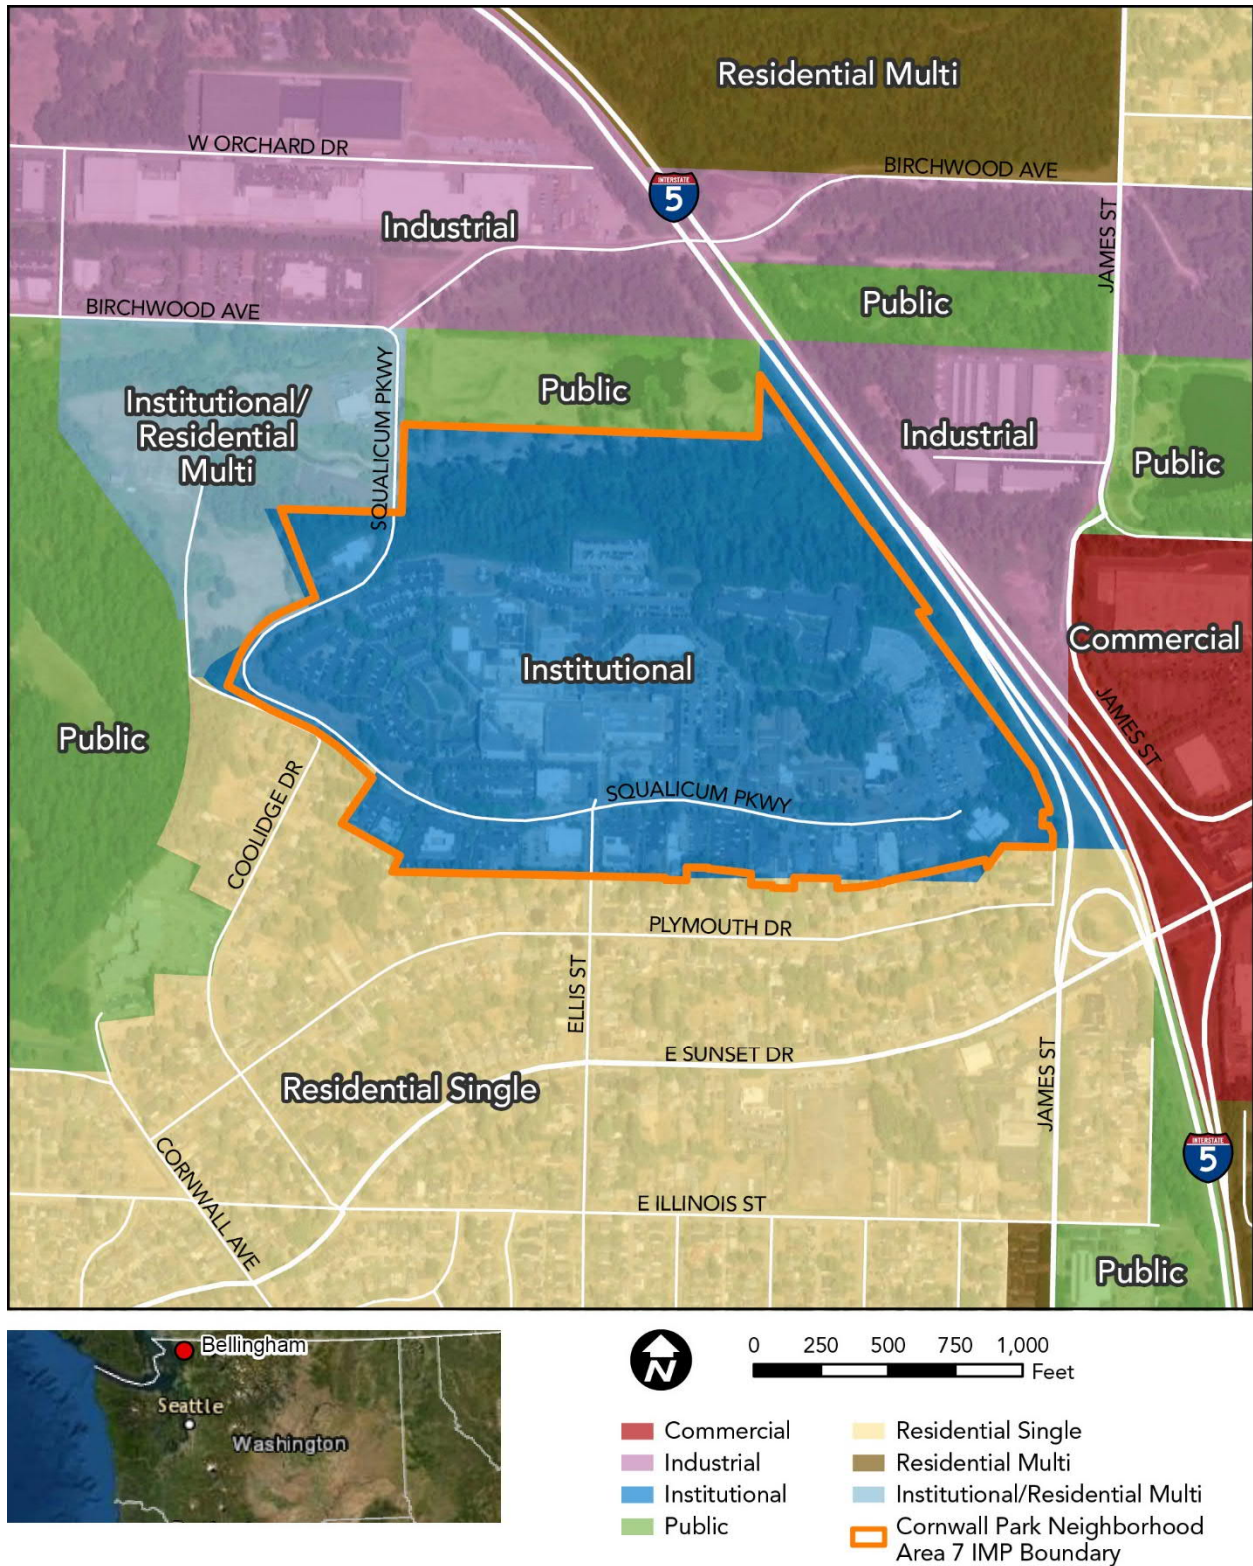 Residential Multi
W ORCHARD DR
BIRCHWOOD AVE
INTERSTATE
5
Industrial
JAMES ST
Public
BIRCHWOOD AVE
SQUALICUM PKWY
Institutional/
Residential
Multi
Public
Industrial
Public
Institutional
Commercial
Public
JAMES ST
COOLIDGE DR
SQUALICUM PKWY
PLYMOUTH DR
ELLIS ST
E SUNSET DR
Residential Single
JAMES ST
CORNWALL AVE
INTERSTATE
5
E ILLINOIS ST
Public
Bellingham
Seattle
Washington
N
0 250 500 750 1,000
Feet
Commercial
Industrial
Institutional
Public
Residential Single
Residential Multi
Institutional/Residential Multi
Cornwall Park Neighborhood
Area 7 IMP Boundary